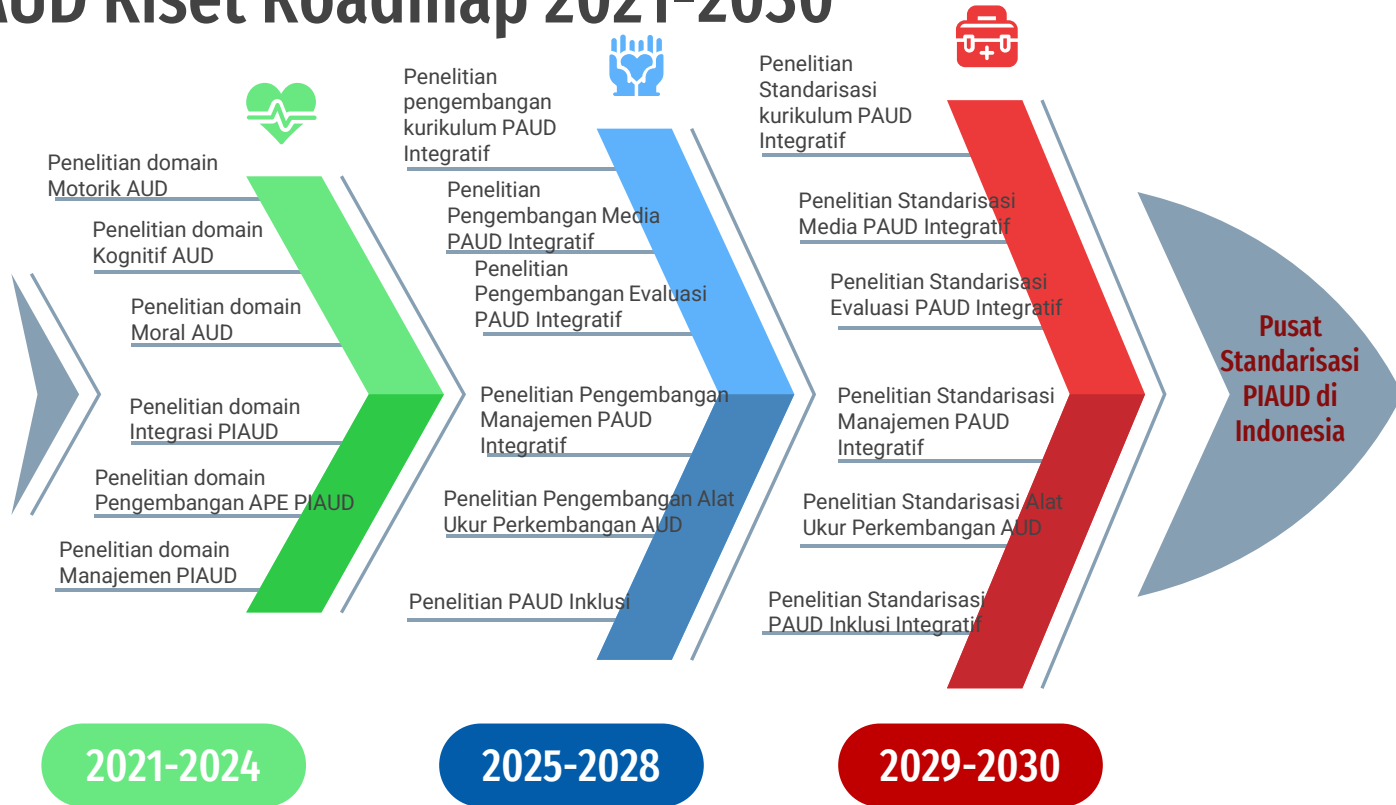 AUD Riset Roadmap 2021-2030
Penelitian domain
Motorik AUD
Penelitian domain
Kognitif AUD
Penelitian domain
Moral AUD
Penelitian domain
Integrasi PIAUD
Penelitian domain
Pengembangan APE PIAUD
Penelitian domain
Manajemen PIAUD
2021-2024
Penelitian
pengembangan
kurikulum PAUD
Integratif
Penelitian
Pengembangan Media
PAUD Integratif
Penelitian
Pengembangan Evaluasi
PAUD Integratif
Penelitian Pengembangan
Manajemen PAUD
Integratif
Penelitian Pengembangan Alat
Ukur Perkembangan AUD
Penelitian PAUD Inklusi
2025-2028
Penelitian
Standarisasi
kurikulum PAUD
Integratif
Penelitian Standarisasi
Media PAUD Integratif
Penelitian Standarisasi
Evaluasi PAUD Integratif
Penelitian Standarisasi
Manajemen PAUD
Integratif
Penelitian Standarisasi Alat
Ukur Perkembangan AUD
Penelitian Standarisasi
PAUD Inklusi Integratif
2029-2030
Pusat
Standarisasi
PIAUD di
Indonesia